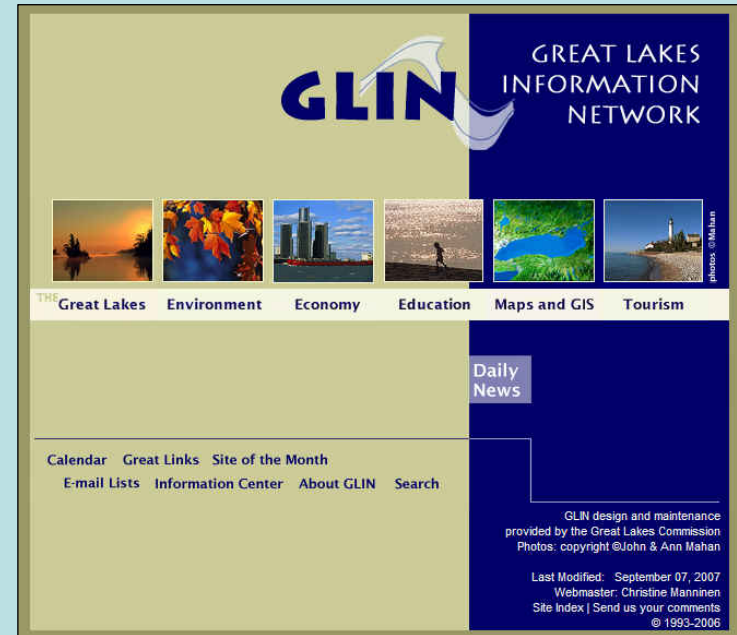 GLIN
GREAT LAKES
INFORMATION
NETWORK
photos ©Mahan
THE Great Lakes Environment Economy Education Maps and GIS Tourism
Daily
News
Calendar Great Links Site of the Month
E-mail Lists Information Center About GLIN Search
GLIN design and maintenance
provided by the Great Lakes Commission
Photos: copyright ©John & Ann Mahan
Last Modified: September 07, 2007
Webmaster: Christine Manninen
Site Index | Send us your comments
© 1993-2006